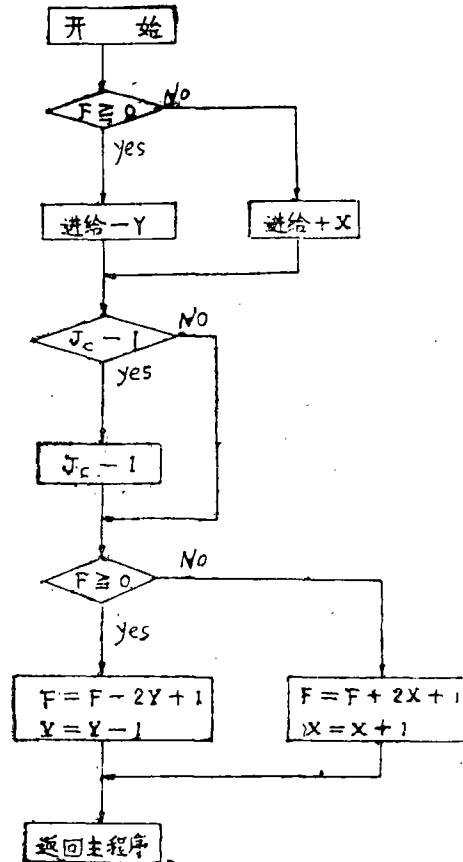 开 始
F≧0
NO
yes
进给-Y
进给+X
Jc-1
NO
yes
Jc-1
F≧0
No
yes
F=F-2Y+1
Y=Y-1
F=F+2X+1
X=X+1
返回主程序